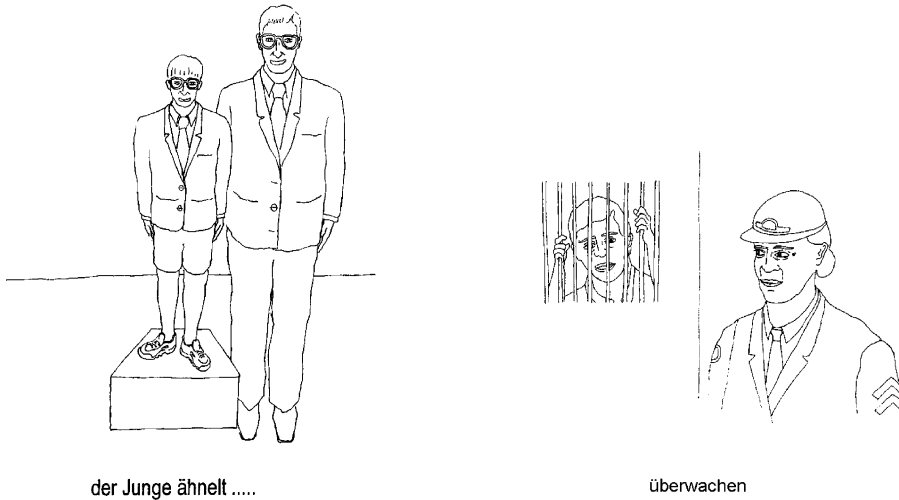 der Junge ähnelt .....
überwachen